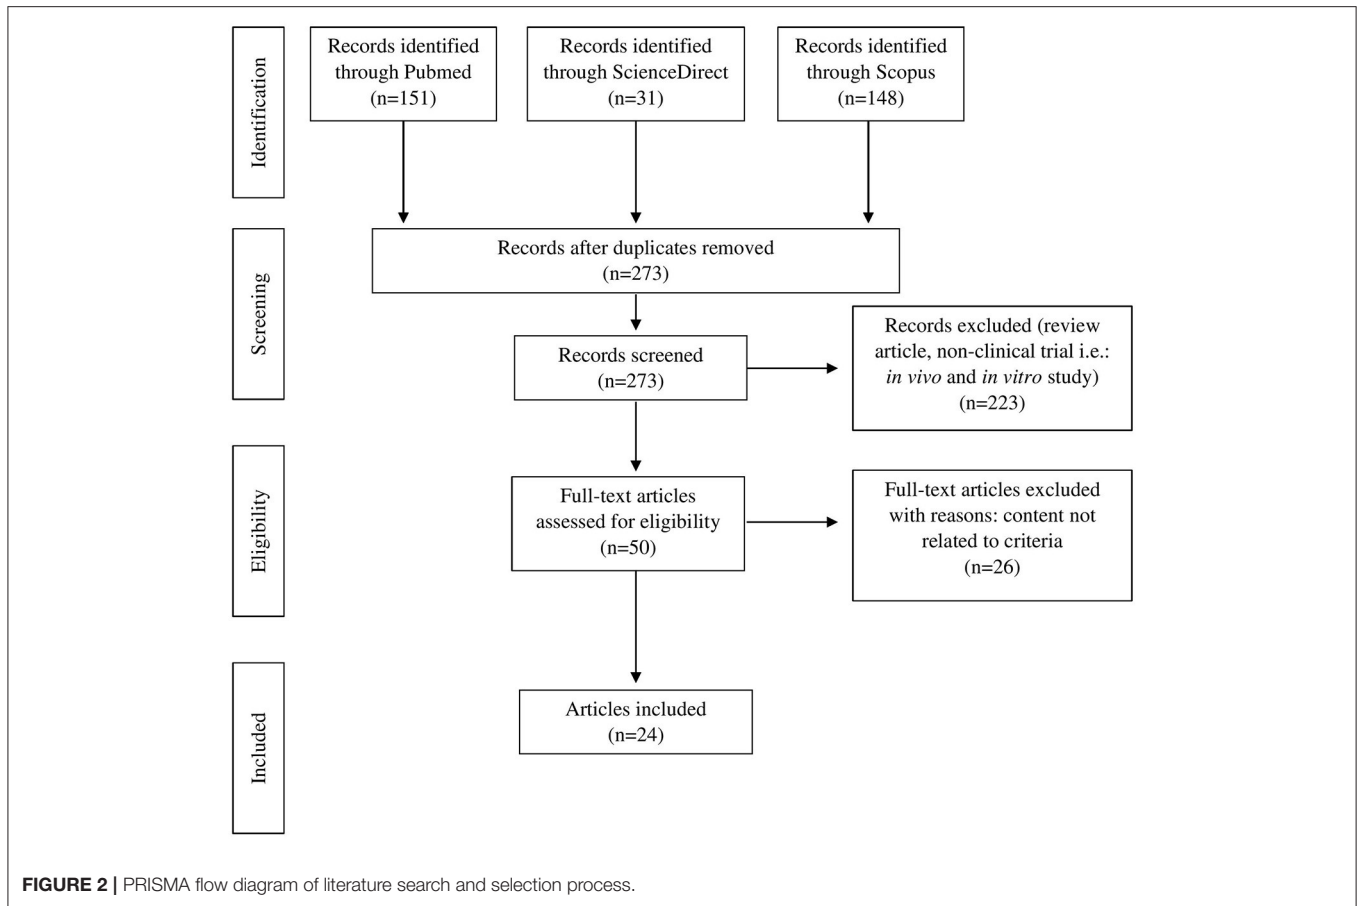 Identification
Records identified
through Pubmed
(n=151)
Records identified
through ScienceDirect
(n=31)
Records identified
through Scopus
(n=148)
Screening
Records after duplicates removed
(n=273)
Records screened
(n=273)
Records excluded (review
article, non-clinical trial i.e.:
in vivo and in vitro study)
(n=223)
Eligibility
Full-text articles
assessed for eligibility
(n=50)
Full-text articles excluded
with reasons: content not
related to criteria
(n=26)
Included
Articles included
(n=24)
FIGURE 2 | PRISMA flow diagram of literature search and selection process.